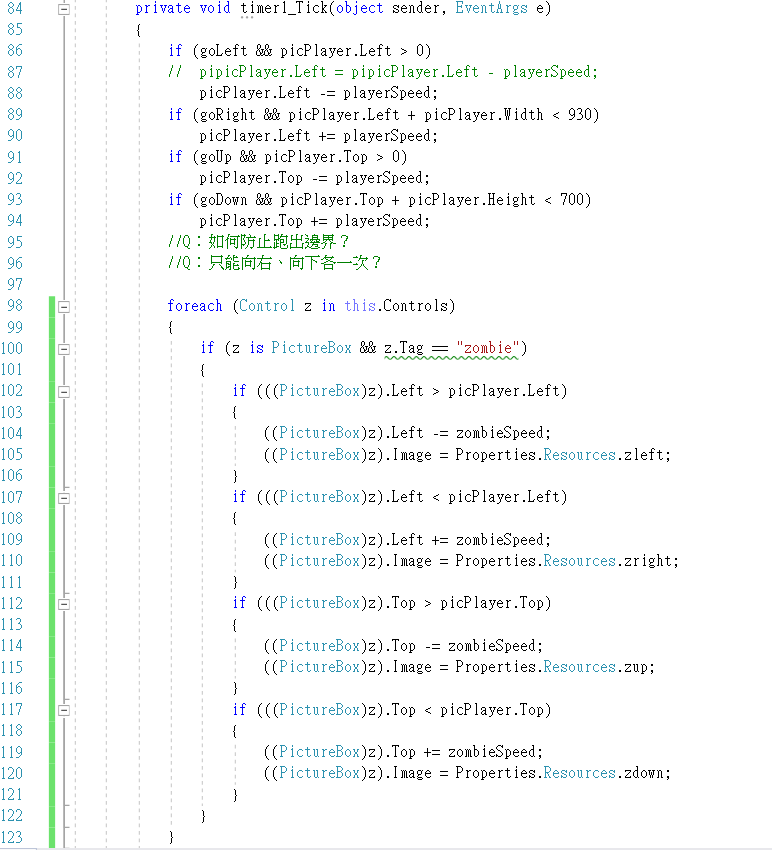 84 private void timer1_Tick(object sender, EventArgs e)
85 {
86 if (goLeft && picPlayer.Left > 0)
87 // pipicPlayer.Left = pipicPlayer.Left - playerSpeed;
88 picPlayer.Left -= playerSpeed;
89 if (goRight && picPlayer.Left + picPlayer.Width < 930)
90 picPlayer.Left += playerSpeed;
91 if (goUp && picPlayer.Top > 0)
92 picPlayer.Top -= playerSpeed;
93 if (goDown && picPlayer.Top + picPlayer.Height < 700)
94 picPlayer.Top += playerSpeed;
95 //Q：如何防止跑出邊界？
96 //Q：只能向右、向下各一次？
97
98 foreach (Control z in this.Controls)
99 {
100 if (z is PictureBox && z.Tag == "zombie")
101 {
102 if (((PictureBox)z).Left > picPlayer.Left)
103 {
104 ((PictureBox)z).Left -= zombieSpeed;
105 ((PictureBox)z).Image = Properties.Resources.zleft;
106 }
107 if (((PictureBox)z).Left < picPlayer.Left)
108 {
109 ((PictureBox)z).Left += zombieSpeed;
110 ((PictureBox)z).Image = Properties.Resources.zright;
111 }
112 if (((PictureBox)z).Top > picPlayer.Top)
113 {
114 ((PictureBox)z).Top -= zombieSpeed;
115 ((PictureBox)z).Image = Properties.Resources.zup;
116 }
117 if (((PictureBox)z).Top < picPlayer.Top)
118 {
119 ((PictureBox)z).Top += zombieSpeed;
120 ((PictureBox)z).Image = Properties.Resources.zdown;
121 }
122 }
123 }